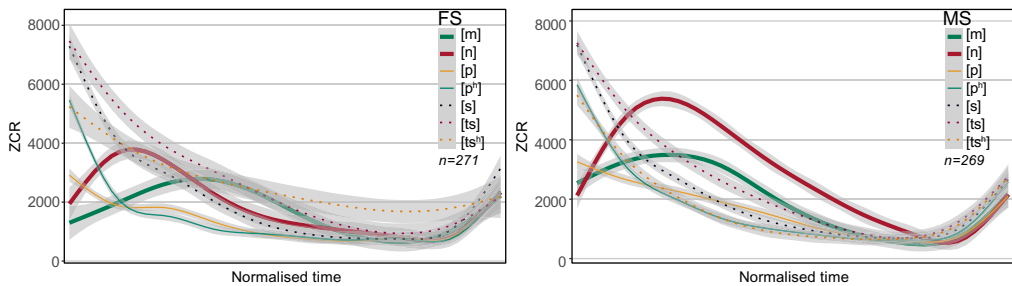 FS
8000
6000
4000
2000
0
ZCR
Normalised time
[m]
[n]
[p]
[pʰ]
[s]
[ts]
[tsʰ]
n=271
MS
8000
6000
4000
2000
0
ZCR
Normalised time
[m]
[n]
[p]
[pʰ]
[s]
[ts]
[tsʰ]
n=269